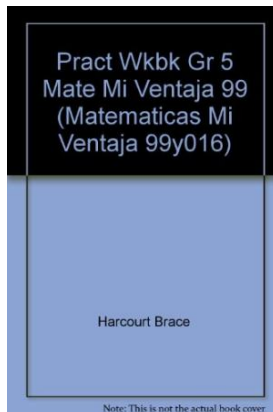 Pract Wkbk Gr 5
Mate Mi Ventaja 99
(Matematicas Mi
Ventaja 99y016)
Harcourt Brace
Note: This is not the actual book cover